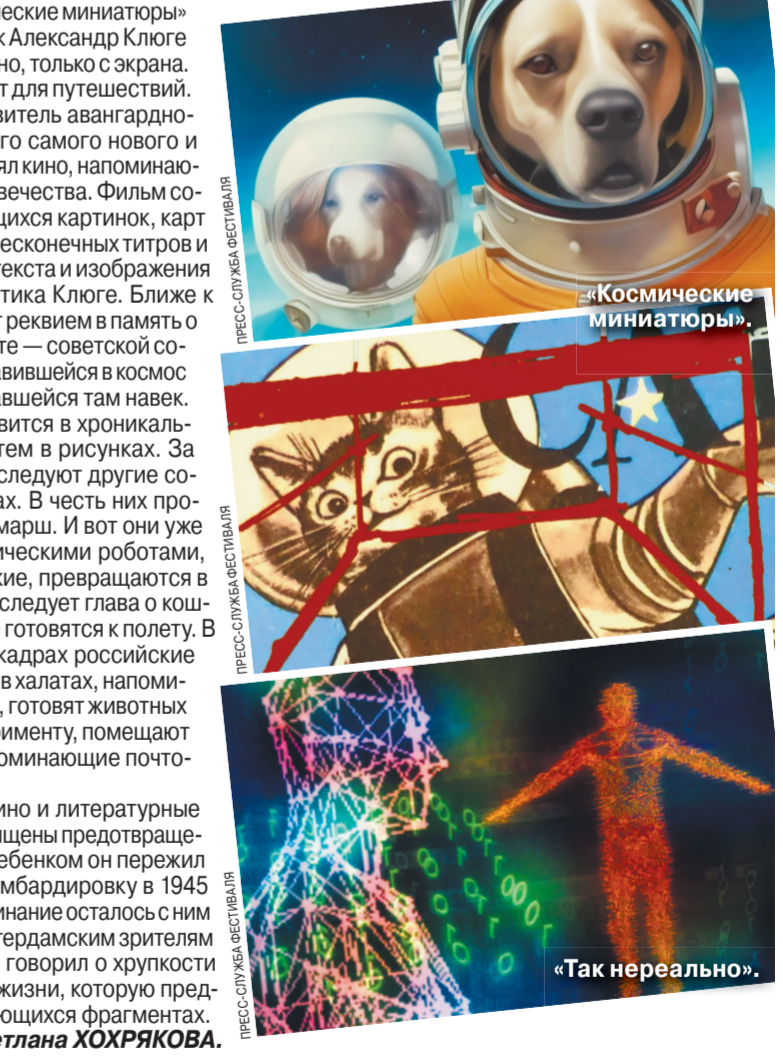 еские миниатюры»
к Александр Клюге
но, только с экрана.
т для путешествий.
витель авангардно-
го самого нового и
ял кино, напоминаю-
вечества. Фильм со-
щихся картинок, карт
есконечных титров и
текста и изображения
тика Клюге. Ближе к
т реквием в память о
те — советской со-
авившейся в космос
авшейся там навек.
вится в хроникаль-
тем в рисунках. За
следуют другие со-
ах. В честь них про-
марш. И вот они уже
ическими роботами,
кие, превращаются в
следует глава о кош-
готовятся к полету. В
кадрах российские
в халатах, напоми-
, готовят животных
рименту, помещают
оминающие почто-
ино и литературные
ящены предотвраще-
ебенком он пережил
мбардировку в 1945
инание осталось с ним
тердамским зрителям
говорил о хрупкости
жизни, которую пред-
ющихся фрагментах.
етлана ХОХРЯКОВА.
ПРЕСС-СЛУЖБА ФЕСТИВАЛЯ
«Космические
миниатюры».
ПРЕСС-СЛУЖБА ФЕСТИВАЛЯ
ПРЕСС-СЛУЖБА ФЕСТИВАЛЯ
«Так нереально».